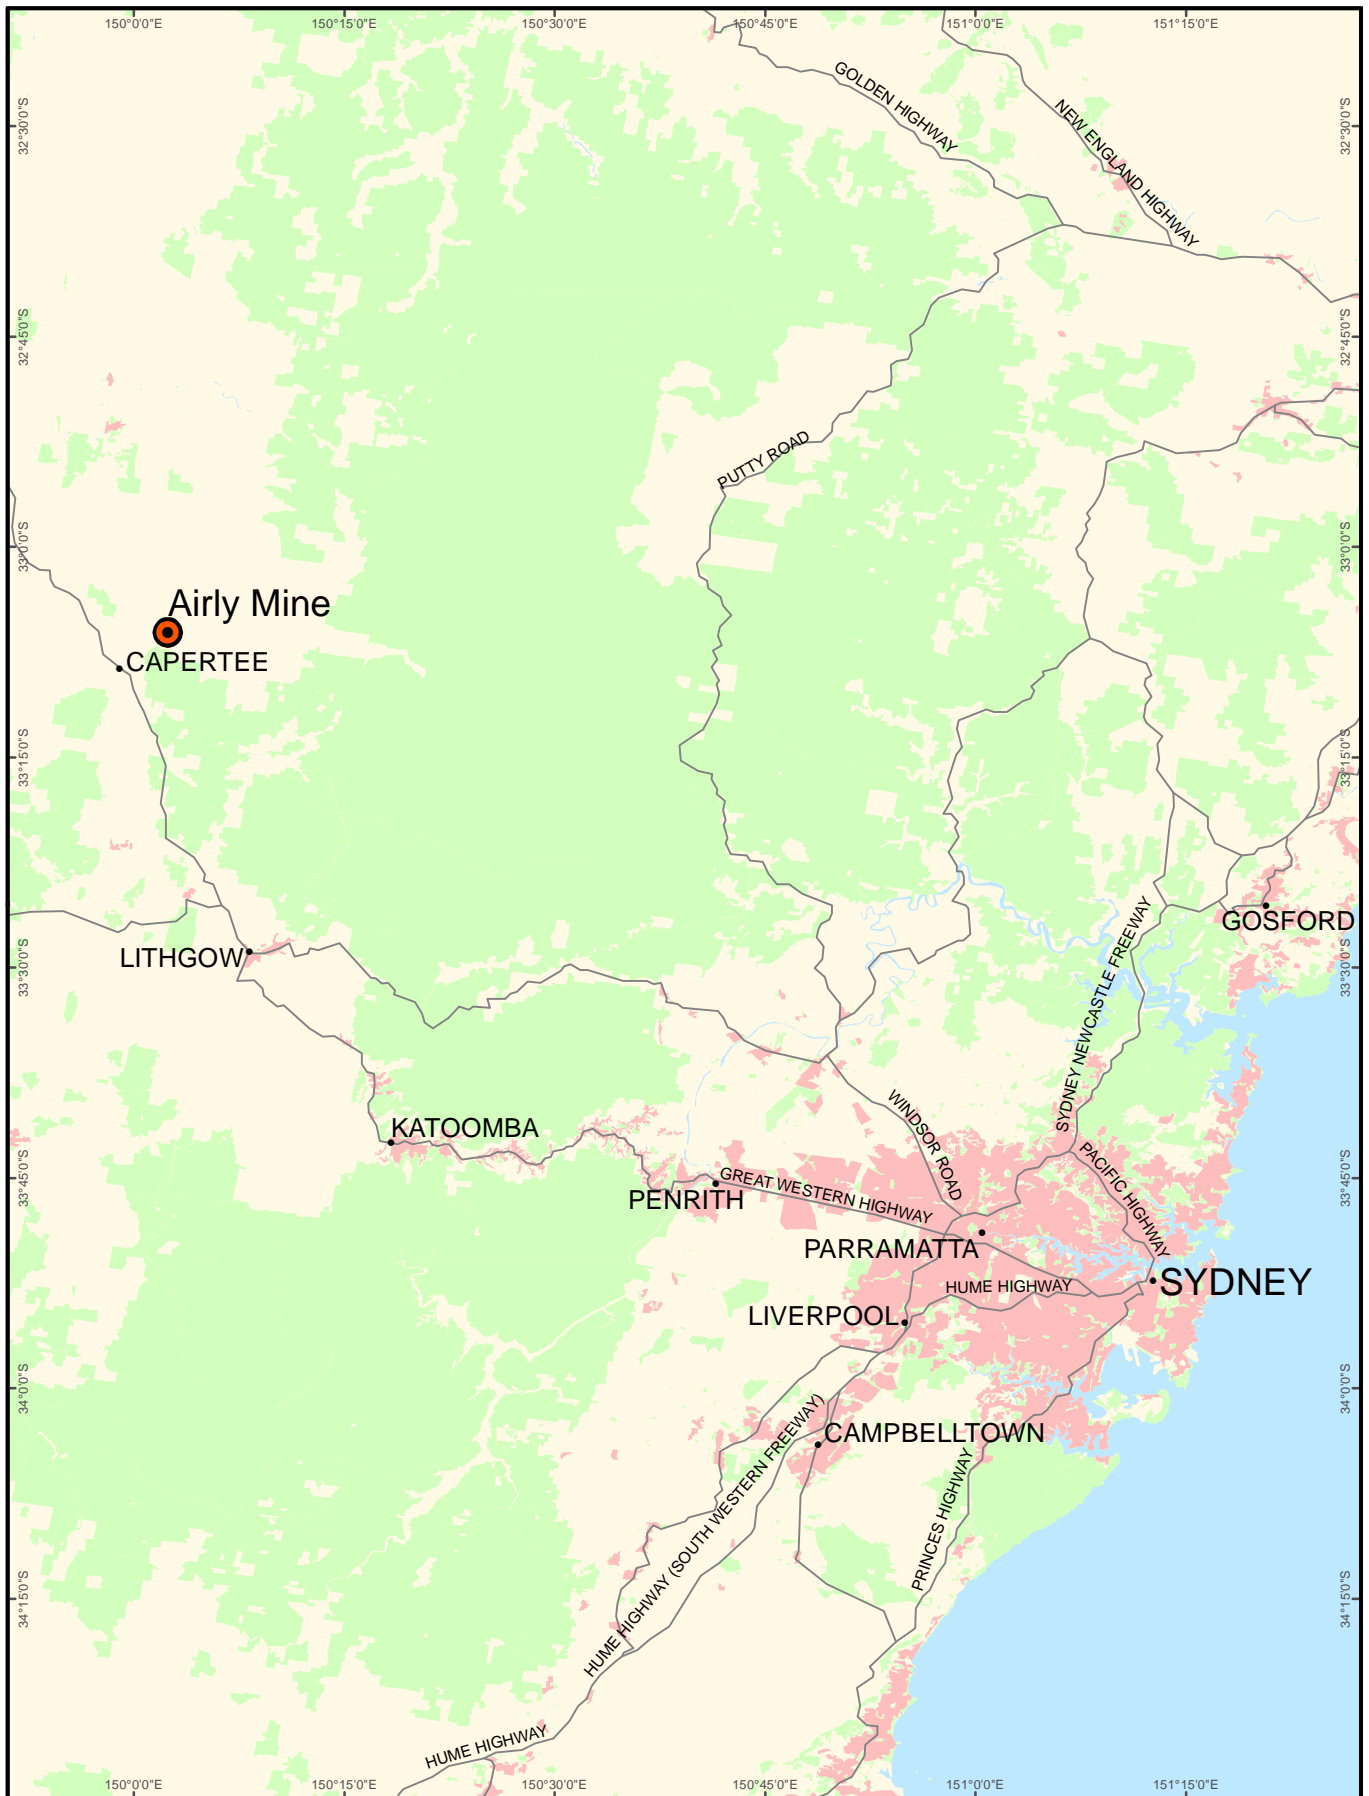 150°0'0"E
150°15'0"E
150°30'0"E
150°45'0"E
151°0'0"E
151°15'0"E
GOLDEN HIGHWAY
NEW ENGLAND HIGHWAY
32°30'0"S
32°30'0"S
32°45'0"S
32°45'0"S
PUTTY ROAD
33°0'0"S
33°0'0"S
Airly Mine
CAPERTEE
33°15'0"S
33°15'0"S
GOSFORD
LITHGOW
33°30'0"S
33°30'0"S
SYDNEY NEWCASTLE FREEWAY
WINDSOR ROAD
KATOOMBA
PACIFIC HIGHWAY
33°45'0"S
33°45'0"S
GREAT WESTERN HIGHWAY
PENRITH
PARRAMATTA
HUME HIGHWAY
SYDNEY
LIVERPOOL
34°0'0"S
34°0'0"S
CAMPBELLTOWN
HUME HIGHWAY (SOUTH WESTERN FREEWAY)
PRINCES HIGHWAY
34°15'0"S
34°15'0"S
HUME HIGHWAY
150°0'0"E
150°15'0"E
150°30'0"E
150°45'0"E
151°0'0"E
151°15'0"E